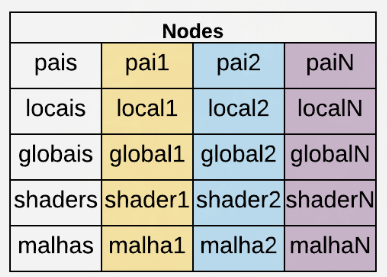 Nodes
pais pai1 pai2 paiN
locais local1 local2 localN
globais global1 global2 globalN
shaders shader1 shader2 shaderN
malhas malha1 malha2 malhaN